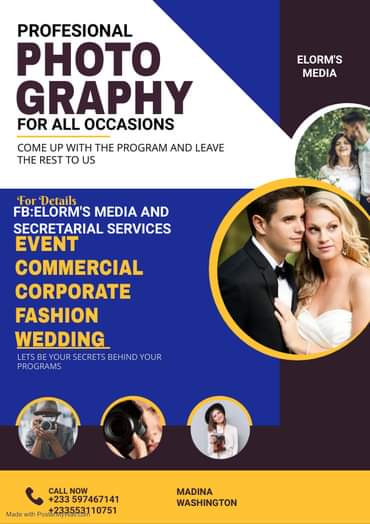 PROFESIONAL
PHOTO
GRAPHY
FOR ALL OCCASIONS
COME UP WITH THE PROGRAM AND LEAVE
THE REST TO US
ELORM'S
MEDIA
For Details
FB:ELORM'S MEDIA AND
SECRETARIAL SERVICES
EVENT
COMMERCIAL
CORPORATE
FASHION
WEDDING
LETS BE YOUR SECRETS BEHIND YOUR
PROGRAMS
CALL NOW
+233 597467141
+233553110751
MADINA
WASHINGTON
Made with PosterMyWall.com